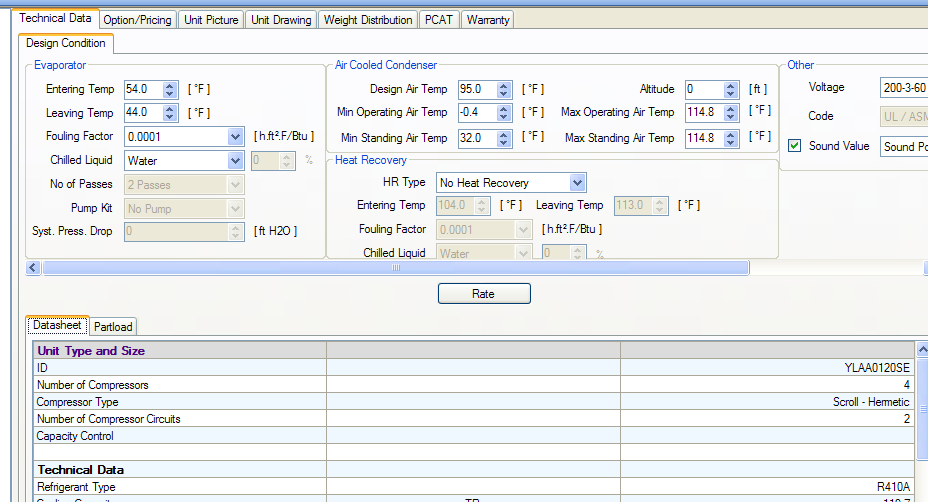 Technical Data Option/Pricing Unit Picture Unit Drawing Weight Distribution PCAT Warranty
Design Condition
Evaporator
Entering Temp 54.0 [ °F ]
Leaving Temp 44.0 [ °F ]
Fouling Factor 0.0001 [ h.ft².F/Btu ]
Chilled Liquid Water 0 %
No of Passes 2 Passes
Pump Kit No Pump
Syst. Press. Drop 0 [ ft H2O ]
Air Cooled Condenser
Design Air Temp 95.0 [ °F ] Altitude 0 [ ft ]
Min Operating Air Temp -0.4 [ °F ] Max Operating Air Temp 114.8 [ °F ]
Min Standing Air Temp 32.0 [ °F ] Max Standing Air Temp 114.8 [ °F ]
Heat Recovery
HR Type No Heat Recovery
Entering Temp 104.0 [ °F ] Leaving Temp 113.0 [ °F ]
Fouling Factor 0.0001 [ h.ft².F/Btu ]
Chilled Liquid Water 0 %
Other
Voltage 200-3-60
Code UL / ASM
Sound Value Sound Po
Rate
Datasheet Partload
Unit Type and Size
ID YLAA0120SE
Number of Compressors 4
Compressor Type Scroll - Hermetic
Number of Compressor Circuits 2
Capacity Control
Technical Data
Refrigerant Type R410A